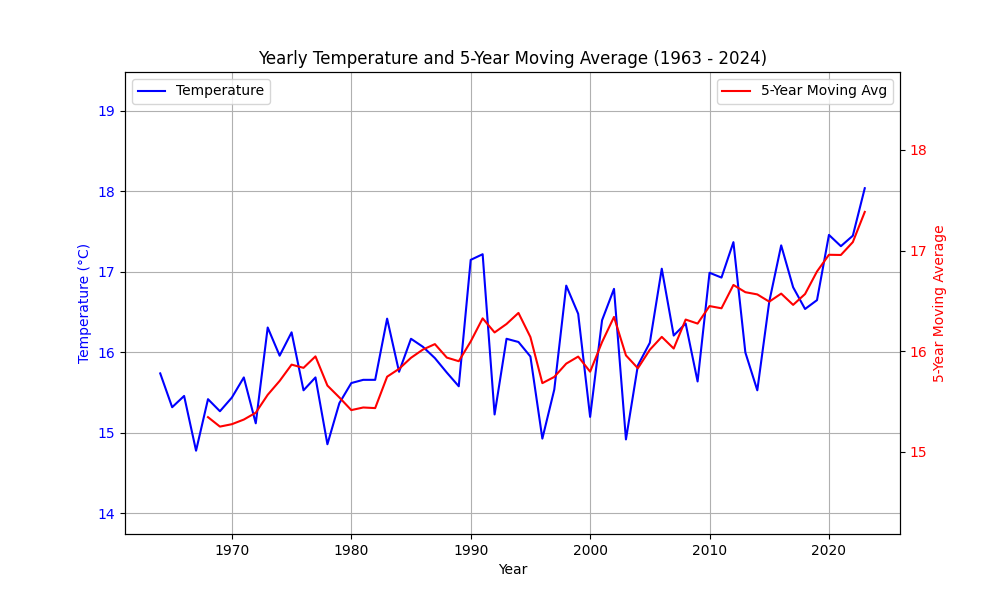 Yearly Temperature and 5-Year Moving Average (1963 - 2024)
Temperature
5-Year Moving Avg
19
18
17
16
15
14
Temperature (°C)
18
17
16
15
5-Year Moving Average
1970
1980
1990
2000
2010
2020
Year